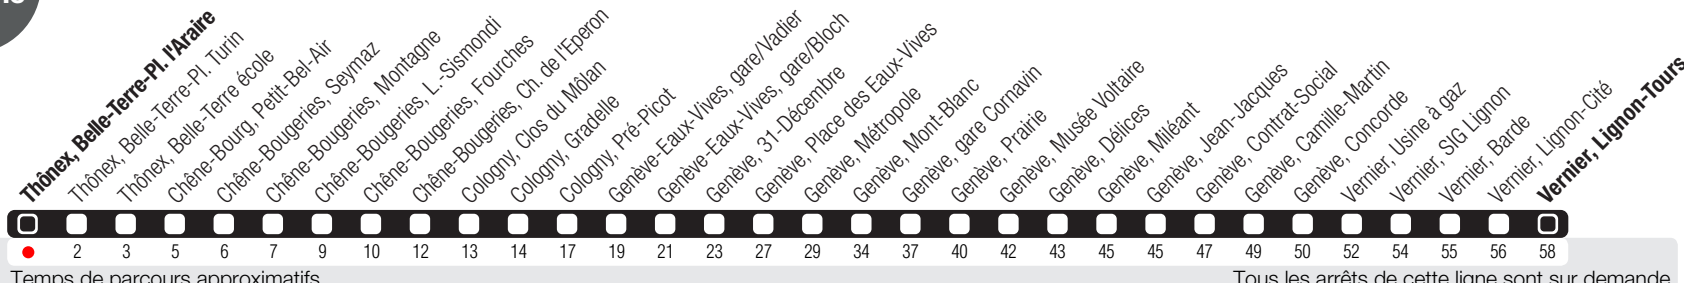 Thônex, Belle-Terre-Pl. l'Araire
Thônex, Belle-Terre-Pl. Turin
Thônex, Belle-Terre école
Chêne-Bourg, Petit-Bel-Air
Chêne-Bougeries, Seymaz
Chêne-Bougeries, Montagne
Chêne-Bougeries, L.-Sismondi
Chêne-Bougeries, Fourches
Chêne-Bougeries, Ch. de l'Eperon
Cologny, Clos du Môlan
Cologny, Gradelle
Cologny, Pré-Picot
Genève-Eaux-Vives, gare/Vadier
Genève-Eaux-Vives, gare/Bloch
Genève, 31-Décembre
Genève, Place des Eaux-Vives
Genève, Métropole
Genève, Mont-Blanc
Genève, gare Cornavin
Genève, Prairie
Genève, Musée Voltaire
Genève, Délices
Genève, Miléant
Genève, Jean-Jacques
Genève, Contrat-Social
Genève, Camille-Martin
Genève, Concorde
Vernier, Usine à gaz
Vernier, SIG Lignon
Vernier, Barde
Vernier, Lignon-Cité
Vernier, Lignon-Tours
2 3 5 6 7 9 10 12 13 14 17 19 21 23 27 29 34 37 40 42 43 45 45 47 49 50 52 54 55 56 58
Temps de parcours approximatifs
Tous les arrêts de cette ligne sont sur demande